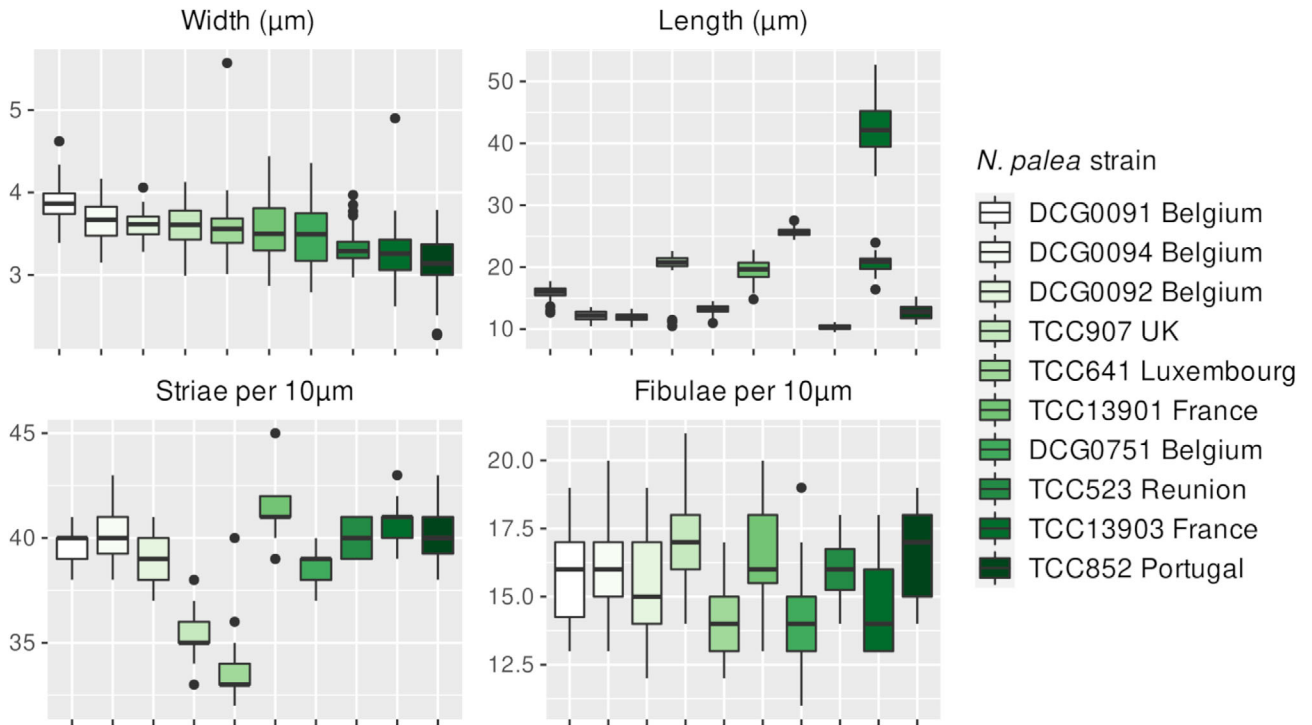 Width (µm)
5
4
3
Length (µm)
50
40
30
20
10
Striae per 10µm
45
40
35
Fibulae per 10µm
20.0
17.5
15.0
12.5
N. palea strain
DCG0091 Belgium
DCG0094 Belgium
DCG0092 Belgium
TCC907 UK
TCC641 Luxembourg
TCC13901 France
DCG0751 Belgium
TCC523 Reunion
TCC13903 France
TCC852 Portugal